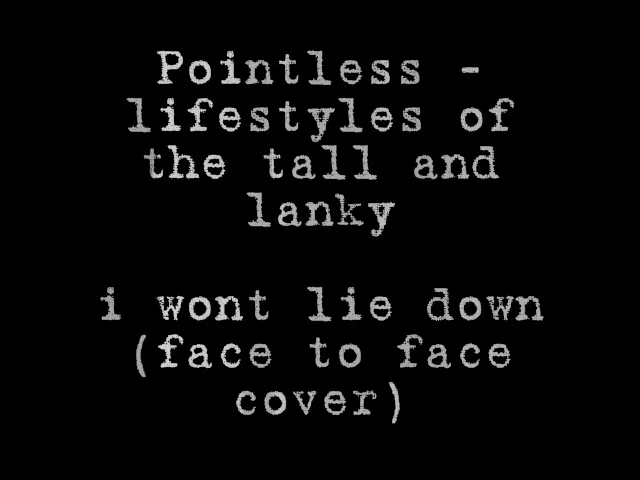 Pointless -
lifestyles of
the tall and
lanky
i wont lie down
(face to face
cover)